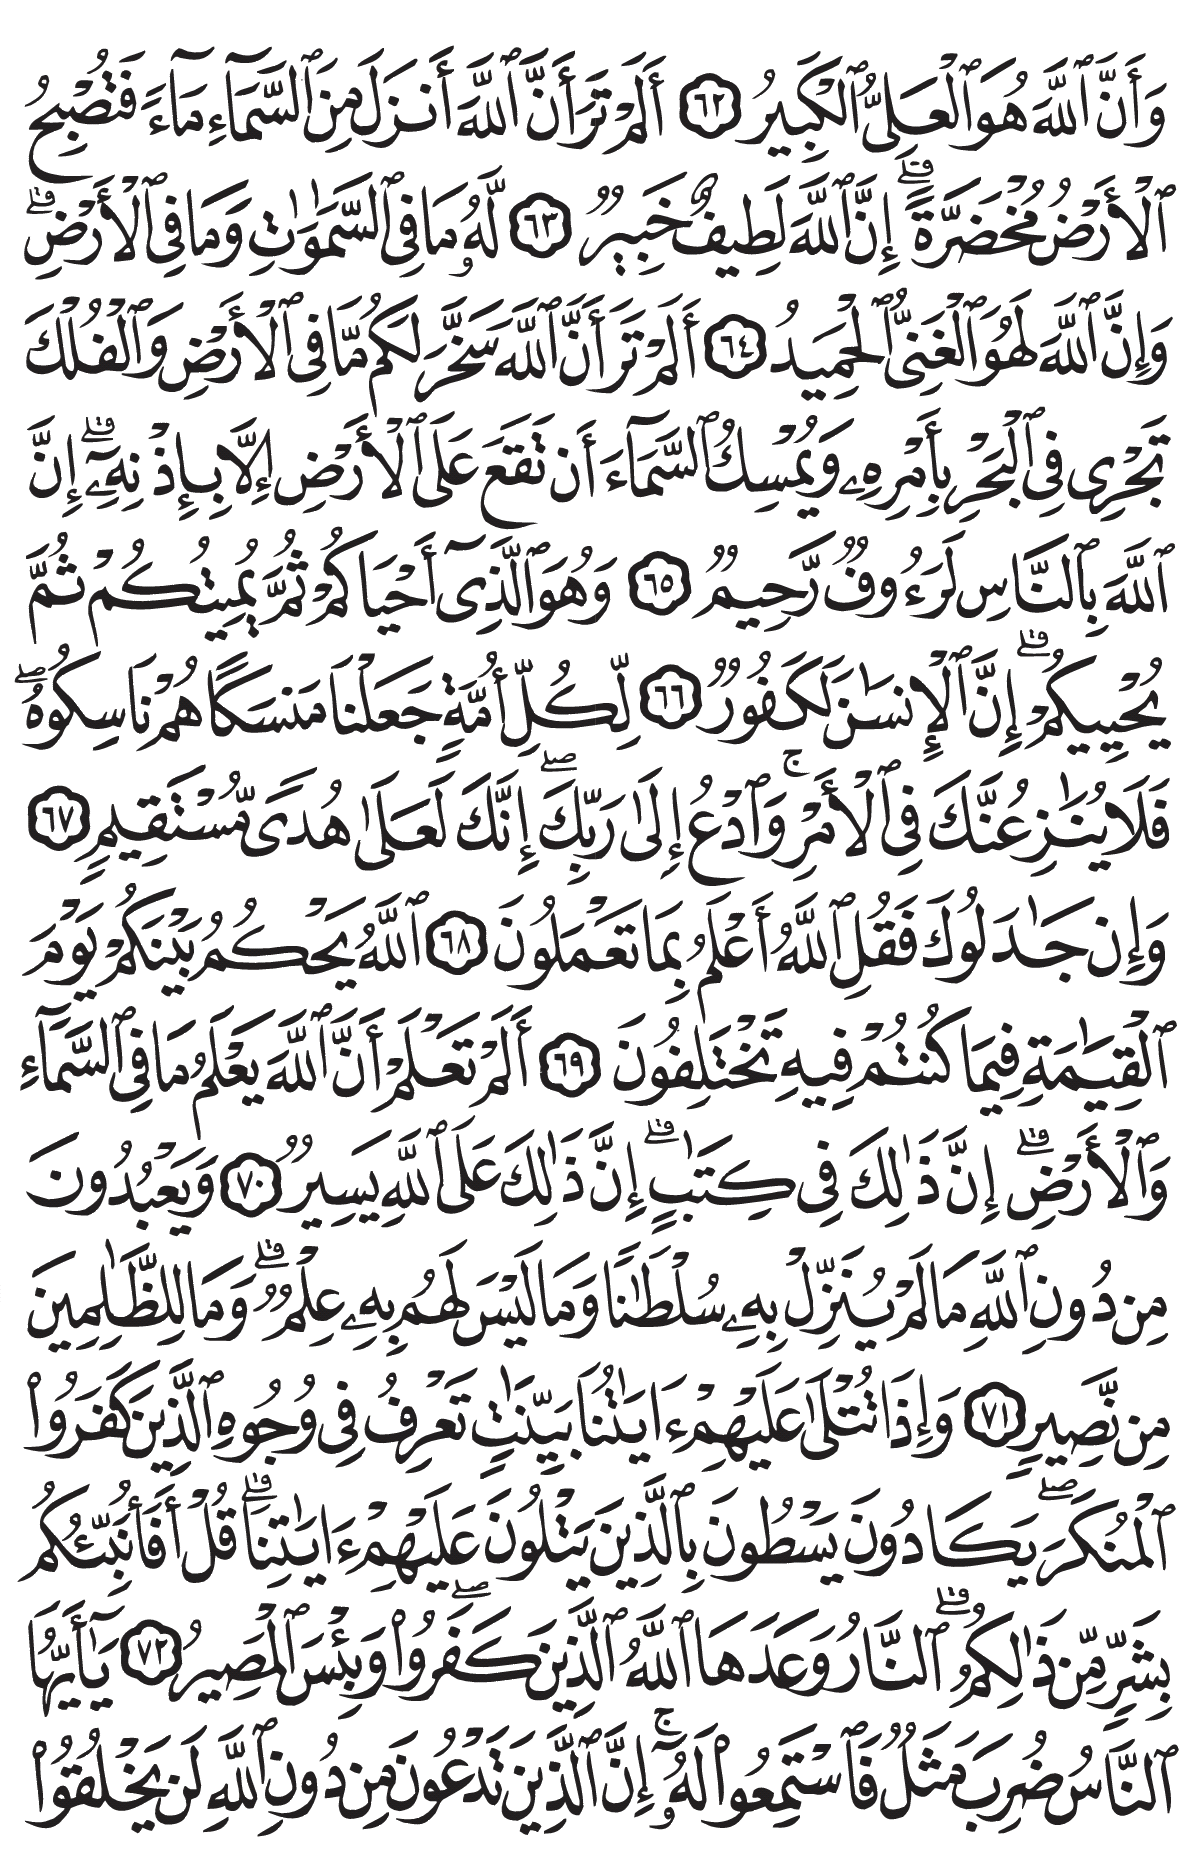 وَأَنَّ ٱللَّهَ هُوَ ٱلْعَلِىُّ ٱلْكَبِيرُ ٦٢ أَلَمْ تَرَ أَنَّ ٱللَّهَ أَنزَلَ مِنَ ٱلسَّمَآءِ مَآءً فَتُصْبِحُ
ٱلْأَرْضُ مُخْضَرَّةً ۗ إِنَّ ٱللَّهَ لَطِيفٌ خَبِيرٌ ٦٣ لَّهُۥ مَا فِى ٱلسَّمَٰوَٰتِ وَمَا فِى ٱلْأَرْضِ ۗ
وَإِنَّ ٱللَّهَ لَهُوَ ٱلْغَنِىُّ ٱلْحَمِيدُ ٦٤ أَلَمْ تَرَ أَنَّ ٱللَّهَ سَخَّرَ لَكُم مَّا فِى ٱلْأَرْضِ وَٱلْفُلْكَ
تَجْرِى فِى ٱلْبَحْرِ بِأَمْرِهِۦ وَيُمْسِكُ ٱلسَّمَآءَ أَن تَقَعَ عَلَى ٱلْأَرْضِ إِلَّا بِإِذْنِهِۦٓ ۗ إِنَّ
ٱللَّهَ بِٱلنَّاسِ لَرَءُوفٌ رَّحِيمٌ ٦٥ وَهُوَ ٱلَّذِىٓ أَحْيَاكُمْ ثُمَّ يُمِيتُكُمْ ثُمَّ
يُحْيِيكُمْ ۗ إِنَّ ٱلْإِنسَٰنَ لَكَفُورٌ ٦٦ لِّكُلِّ أُمَّةٍ جَعَلْنَا مَنسَكًا هُمْ نَاسِكُوهُ ۖ
فَلَا يُنَٰزِعُنَّكَ فِى ٱلْأَمْرِ ۚ وَٱدْعُ إِلَىٰ رَبِّكَ ۖ إِنَّكَ لَعَلَىٰ هُدًى مُّسْتَقِيمٍ ٦٧
وَإِن جَٰدَلُوكَ فَقُلِ ٱللَّهُ أَعْلَمُ بِمَا تَعْمَلُونَ ٦٨ ٱللَّهُ يَحْكُمُ بَيْنَكُمْ يَوْمَ
ٱلْقِيَٰمَةِ فِيمَا كُنتُمْ فِيهِ تَخْتَلِفُونَ ٦٩ أَلَمْ تَعْلَمْ أَنَّ ٱللَّهَ يَعْلَمُ مَا فِى ٱلسَّمَآءِ
وَٱلْأَرْضِ ۗ إِنَّ ذَٰلِكَ فِى كِتَٰبٍ ۗ إِنَّ ذَٰلِكَ عَلَى ٱللَّهِ يَسِيرٌ ٧٠ وَيَعْبُدُونَ
مِن دُونِ ٱللَّهِ مَا لَمْ يُنَزِّلْ بِهِۦ سُلْطَٰنًا وَمَا لَيْسَ لَهُم بِهِۦ عِلْمٌ ۗ وَمَا لِلظَّٰلِمِينَ
مِن نَّصِيرٍ ٧١ وَإِذَا تُتْلَىٰ عَلَيْهِمْ ءَايَٰتُنَا بَيِّنَٰتٍ تَعْرِفُ فِى وُجُوهِ ٱلَّذِينَ كَفَرُوا۟
ٱلْمُنكَرَ ۖ يَكَادُونَ يَسْطُونَ بِٱلَّذِينَ يَتْلُونَ عَلَيْهِمْ ءَايَٰتِنَا ۗ قُلْ أَفَأُنَبِّئُكُم
بِشَرٍّ مِّن ذَٰلِكُمُ ۗ ٱلنَّارُ وَعَدَهَا ٱللَّهُ ٱلَّذِينَ كَفَرُوا۟ ۖ وَبِئْسَ ٱلْمَصِيرُ ٧٢ يَٰٓأَيُّهَا
ٱلنَّاسُ ضُرِبَ مَثَلٌ فَٱسْتَمِعُوا۟ لَهُۥٓ ۚ إِنَّ ٱلَّذِينَ تَدْعُونَ مِن دُونِ ٱللَّهِ لَن يَخْلُقُوا۟